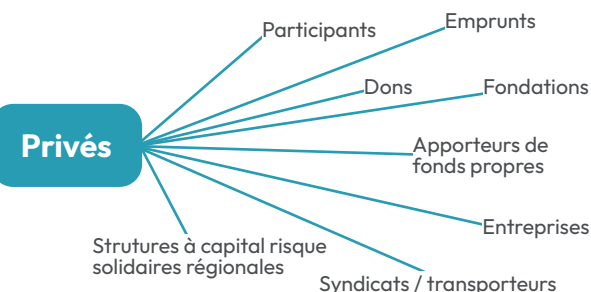 Participants
Emprunts
Dons
Fondations
Privés
Apporteurs de
fonds propres
Entreprises
Strutures à capital risque
solidaires régionales
Syndicats / transporteurs